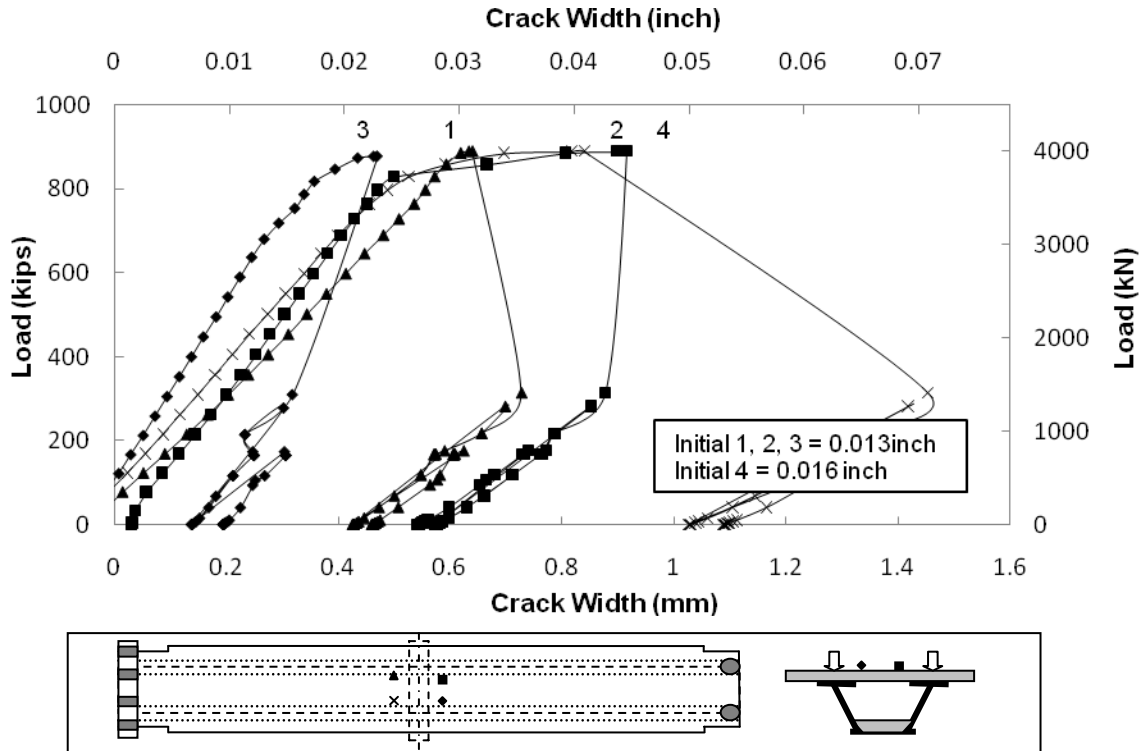 Crack Width (inch)
0 0.01 0.02 0.03 0.04 0.05 0.06 0.07
1000 3 1 2 4
4000
800
3000
600
Load (kips)
Load (kN)
400
2000
200
1000
Initial 1, 2, 3 = 0.013inch
Initial 4 = 0.016 inch
0 0
0 0.2 0.4 0.6 0.8 1 1.2 1.4 1.6
Crack Width (mm)